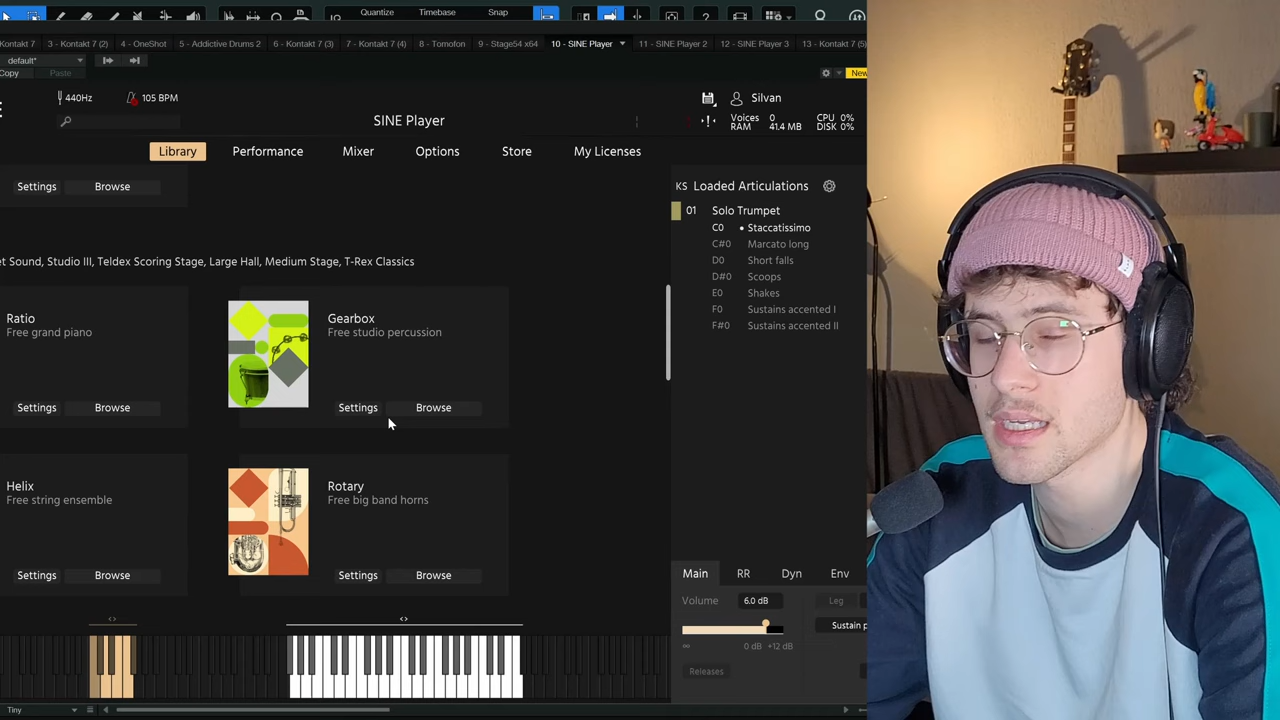 Quantize Timebase Snap
Kontakt 7 3 - Kontakt 7 (2) 4 - OneShot 5 - Addictive Drums 2 6 - Kontakt 7 (3) 7 - Kontakt 7 (4) 8 - Tomofon 9 - Stage54 x64 10 - SINE Player 11 - SINE Player 2 12 - SINE Player 3 13 - Kontakt 7 (5)
default*
Copy Paste New
440Hz 105 BPM Silvan
SINE Player Voices 0 CPU 0%
RAM 41.4 MB DISK 0%
Library Performance Mixer Options Store My Licenses
Settings Browse
KS Loaded Articulations
01 Solo Trumpet
C0 Staccatissimo
C#0 Marcato long
D0 Short falls
D#0 Scoops
E0 Shakes
F0 Sustains accented I
F#0 Sustains accented II
et Sound, Studio III, Teldex Scoring Stage, Large Hall, Medium Stage, T-Rex Classics
Ratio
Free grand piano
Settings Browse
Gearbox
Free studio percussion
Settings Browse
Helix
Free string ensemble
Settings Browse
Rotary
Free big band horns
Settings Browse
Main RR Dyn Env
Volume 6.0 dB Leg
Sustain p
∞ 0 dB +12 dB
Releases
Tiny